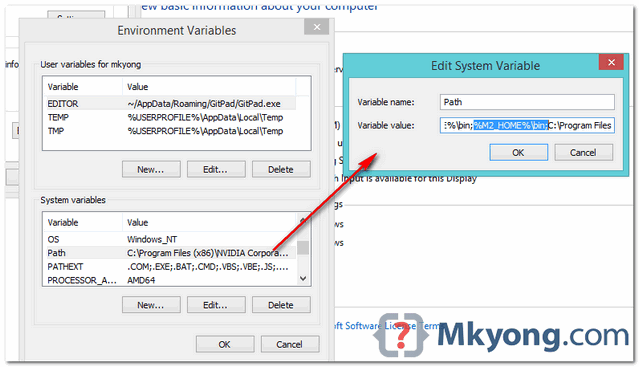 iew basic information about your computer
Environment Variables
User variables for mkyong
Variable Value
EDITOR ~/AppData/Roaming/GitPad/GitPad.exe
TEMP %USERPROFILE%\AppData\Local\Temp
TMP %USERPROFILE%\AppData\Local\Temp
New... Edit... Delete
System variables
Variable Value
OS Windows_NT
Path C:\Program Files (x86)\NVIDIA Corpora...
PATHEXT .COM;.EXE;.BAT;.CMD;.VBS;.VBE;.JS;....
PROCESSOR_A... AMD64
New... Edit... Delete
OK Cancel
Edit System Variable
Variable name: Path
Variable value: E%\bin;%M2_HOME%\bin;C:\Program Files
OK Cancel
h Input is available for this Display
ngs
ws
ws
oft Software License Terms
Mkyong.com